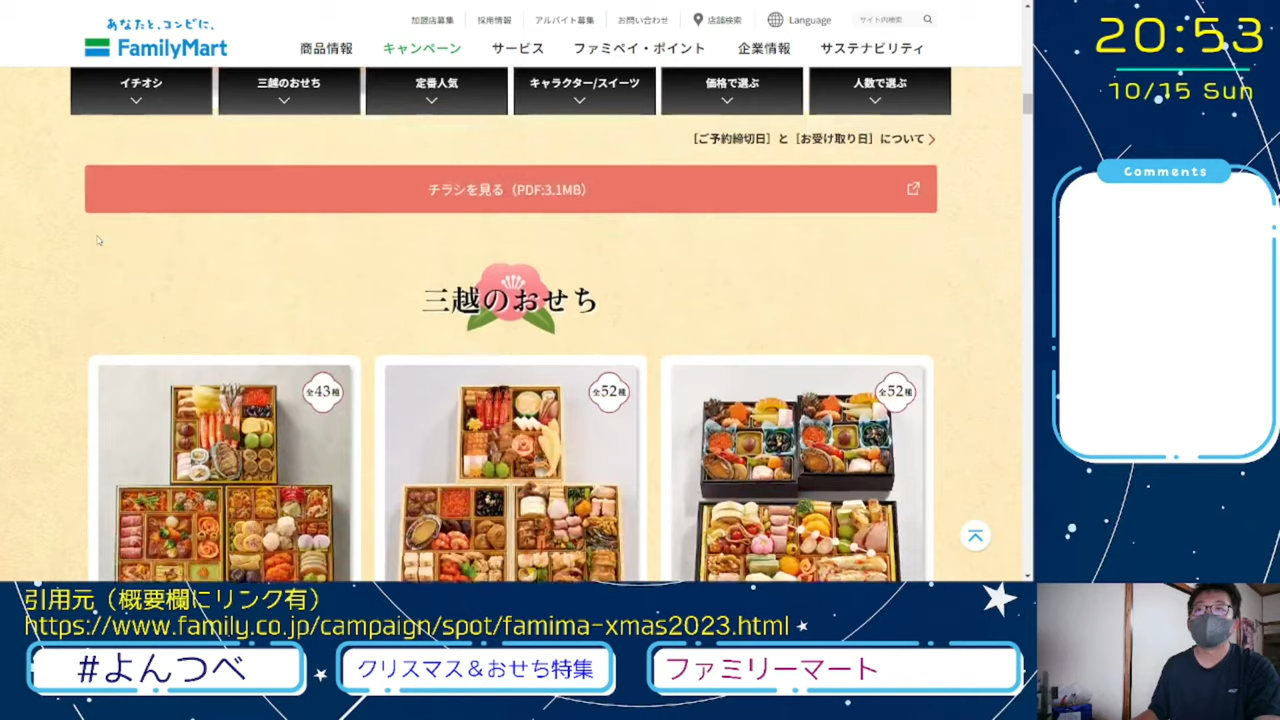 あなたと、コンビに、
FamilyMart
加盟店募集
採用情報
アルバイト募集
お問い合わせ
店舗検索
Language
サイト内検索
商品情報
キャンペーン
サービス
ファミペイ・ポイント
企業情報
サステナビリティ
イチオシ
三越のおせち
定番人気
キャラクター/スイーツ
価格で選ぶ
人数で選ぶ
［ご予約締切日］と［お受け取り日］について
チラシを見る（PDF:3.1MB）
三越のおせち
全43種
全52種
全52種
20:53
10/15 Sun
Comments
引用元（概要欄にリンク有）
https://www.family.co.jp/campaign/spot/famima-xmas2023.html
#よんつべ
クリスマス＆おせち特集
ファミリーマート